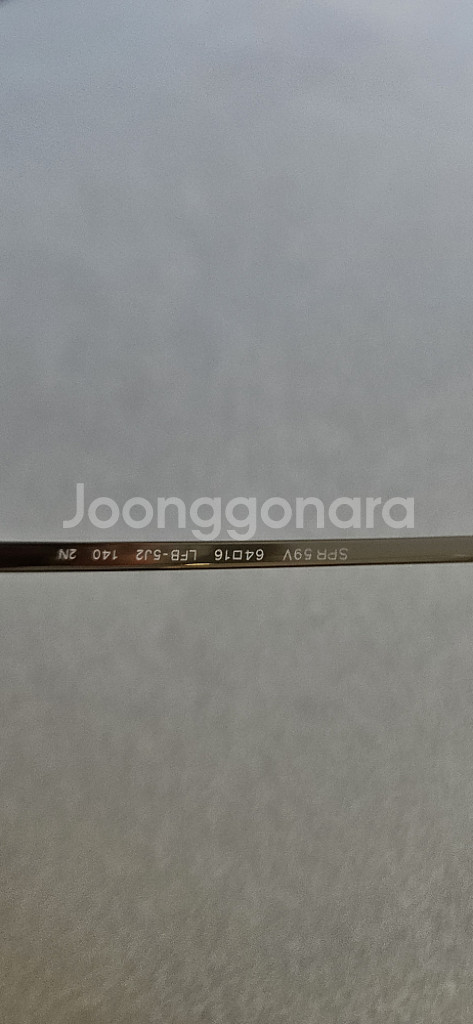 Joonggonara
SPR 59V 64□16 LFB-5J2 140 2N